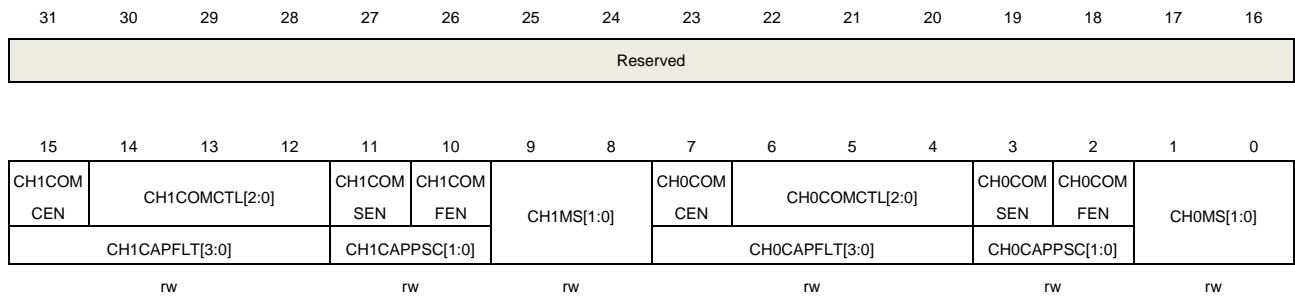 31 30 29 28 27 26 25 24 23 22 21 20 19 18 17 16
Reserved
15 14 13 12 11 10 9 8 7 6 5 4 3 2 1 0
CH1COM CEN CH1COMCTL[2:0] CH1COM SEN CH1COM FEN CH1MS[1:0] CH0COM CEN CH0COMCTL[2:0] CH0COM SEN CH0COM FEN CH0MS[1:0]
CH1CAPFLT[3:0] CH1CAPPSC[1:0] CH0CAPFLT[3:0] CH0CAPPSC[1:0]
rw rw rw rw rw rw